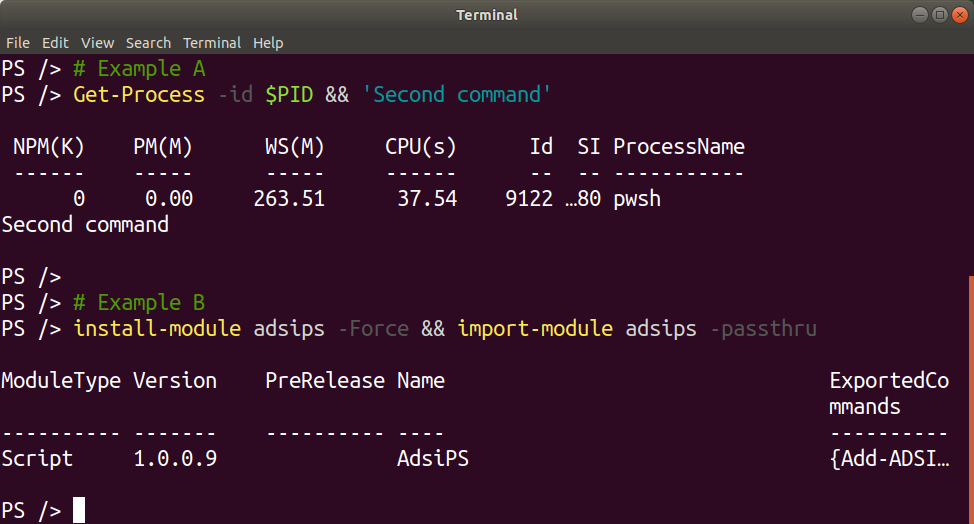 Terminal
File Edit View Search Terminal Help
PS /> # Example A
PS /> Get-Process -id $PID && 'Second command'
NPM(K) PM(M) WS(M) CPU(s) Id SI ProcessName
------ ----- ----- ------ -- -- -----------
0 0.00 263.51 37.54 9122 …80 pwsh
Second command
PS />
PS /> # Example B
PS /> install-module adsips -Force && import-module adsips -passthru
ModuleType Version PreRelease Name ExportedCo
mmands
---------- ------- ---------- ---- ----------
Script 1.0.0.9 AdsiPS {Add-ADSI…
PS />